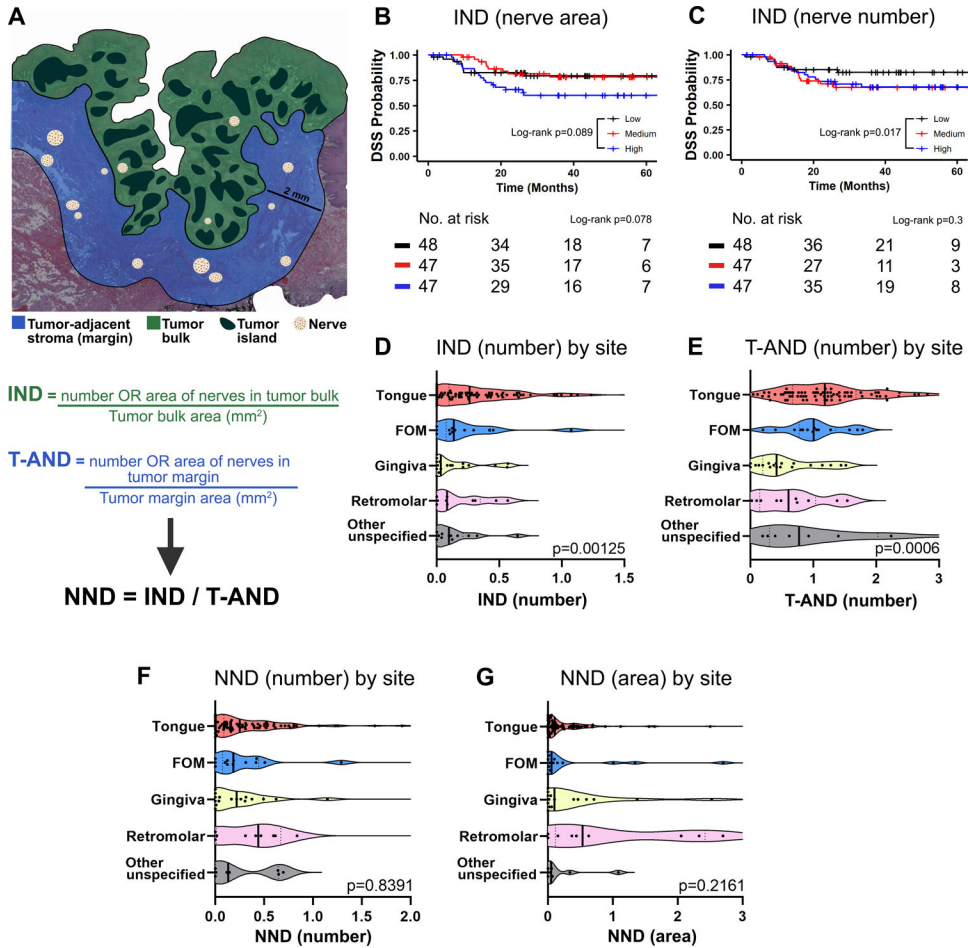 A
2 mm
Tumor-adjacent stroma (margin)
Tumor bulk
Tumor island
Nerve
IND = number OR area of nerves in tumor bulk
Tumor bulk area (mm²)
T-AND = number OR area of nerves in
tumor margin
Tumor margin area (mm²)
NND = IND / T-AND
B
IND (nerve area)
DSS Probability
1.00
0.75
0.50
0.25
0.00
Log-rank p=0.089
Low
Medium
High
0 20 40 60
Time (Months)
No. at risk
Log-rank p=0.078
48 34 18 7
47 35 17 6
47 29 16 7
C
IND (nerve number)
DSS Probability
1.00
0.75
0.50
0.25
0.00
Log-rank p=0.017
Low
Medium
High
0 20 40 60
Time (Months)
No. at risk
Log-rank p=0.3
48 36 21 9
47 27 11 3
47 35 19 8
D
IND (number) by site
Tongue
FOM
Gingiva
Retromolar
Other
unspecified
p=0.00125
0.0 0.5 1.0 1.5
IND (number)
E
T-AND (number) by site
Tongue
FOM
Gingiva
Retromolar
Other
unspecified
p=0.0006
0 1 2 3
T-AND (number)
F
NND (number) by site
Tongue
FOM
Gingiva
Retromolar
Other
unspecified
p=0.8391
0.0 0.5 1.0 1.5 2.0
NND (number)
G
NND (area) by site
Tongue
FOM
Gingiva
Retromolar
Other
unspecified
p=0.2161
0 1 2 3
NND (area)